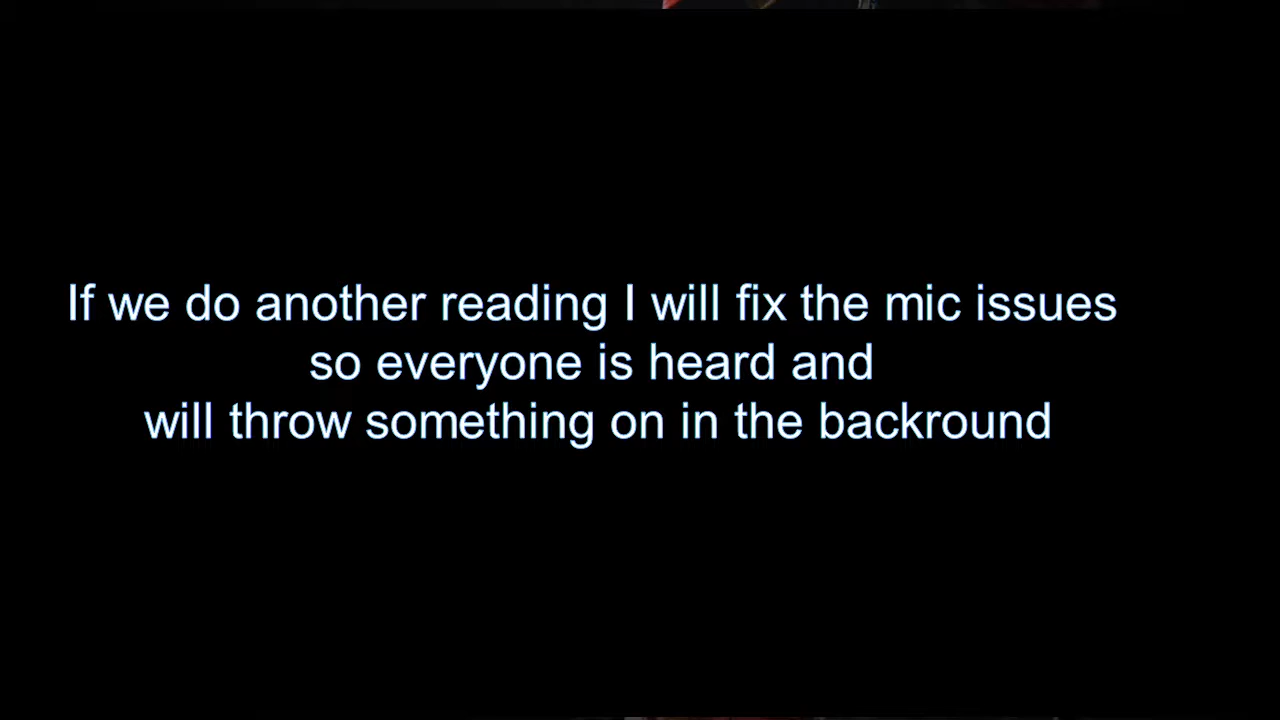 If we do another reading I will fix the mic issues
so everyone is heard and
will throw something on in the backround